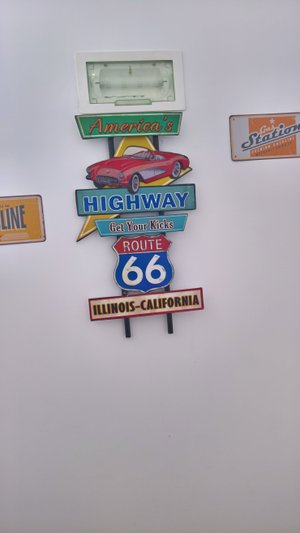 America's
HIGHWAY
Get Your Kicks
ROUTE
66
ILLINOIS-CALIFORNIA
LINE
Station